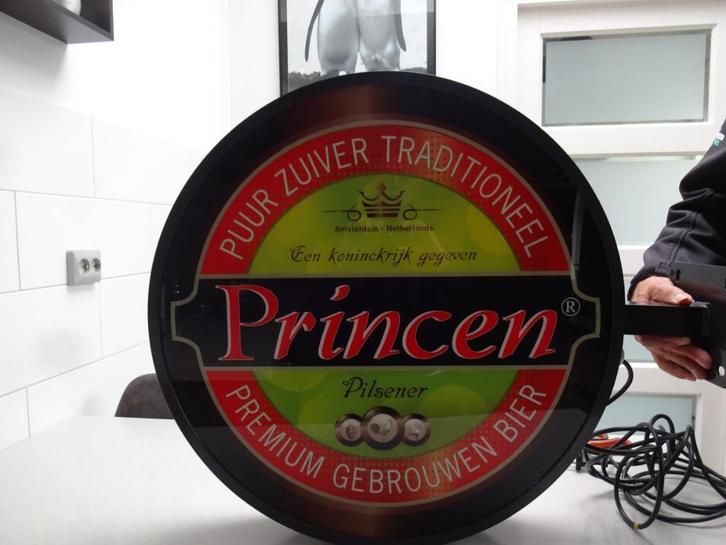 PUUR ZUIVER TRADITIONEEL
Amsterdam - Netherlands
Een koninckrijk gegeven
Princen®
Pilsener
PREMIUM GEBROUWEN BIER